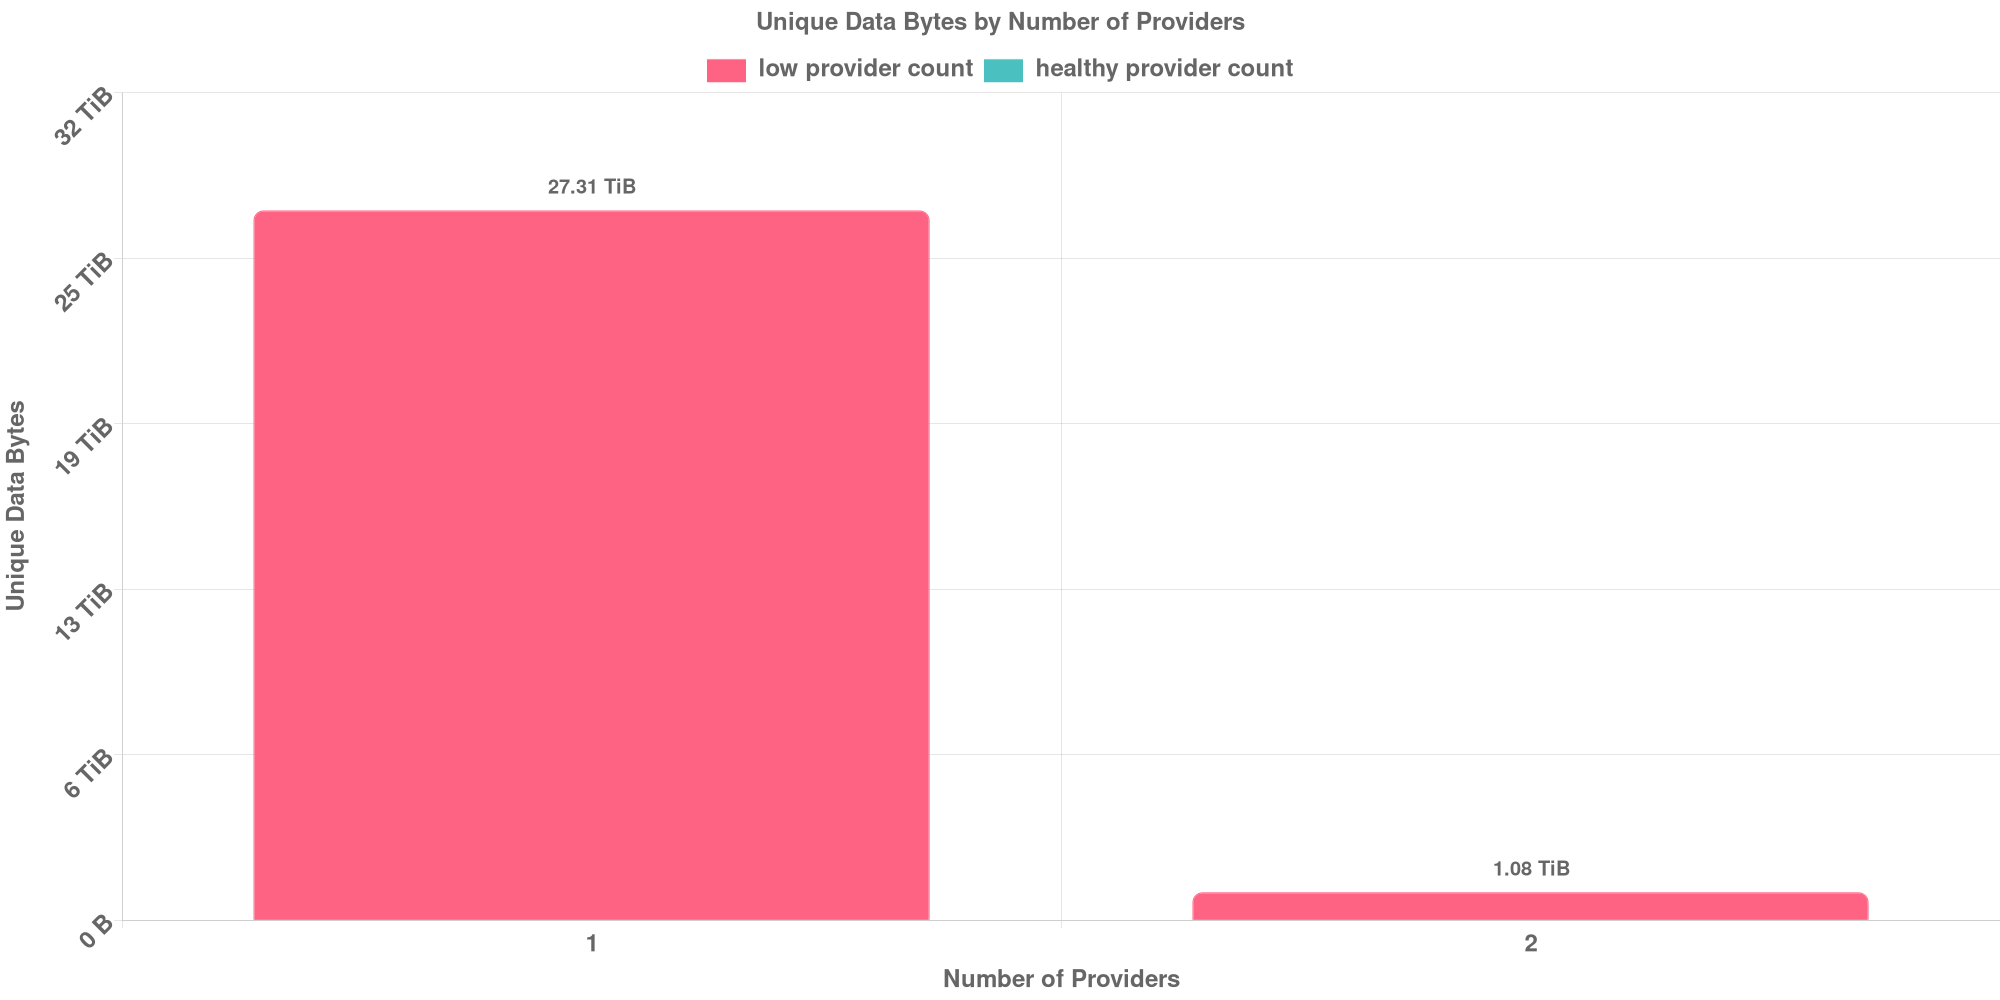 Unique Data Bytes by Number of Providers
low provider count healthy provider count
32 TiB
27.31 TiB
25 TiB
19 TiB
13 TiB
6 TiB
1.08 TiB
0 B
Unique Data Bytes
1 2
Number of Providers